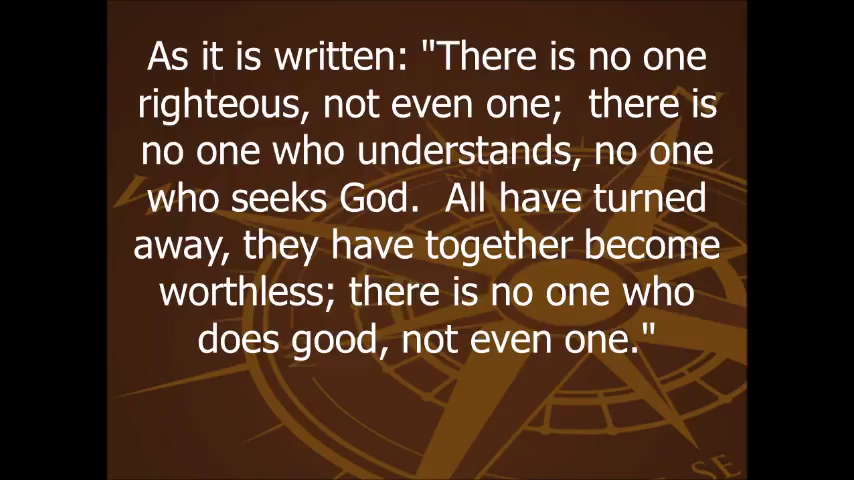 As it is written: "There is no one
righteous, not even one;  there is
no one who understands, no one
who seeks God.  All have turned
away, they have together become
worthless; there is no one who
does good, not even one."
N
NW
W
SE